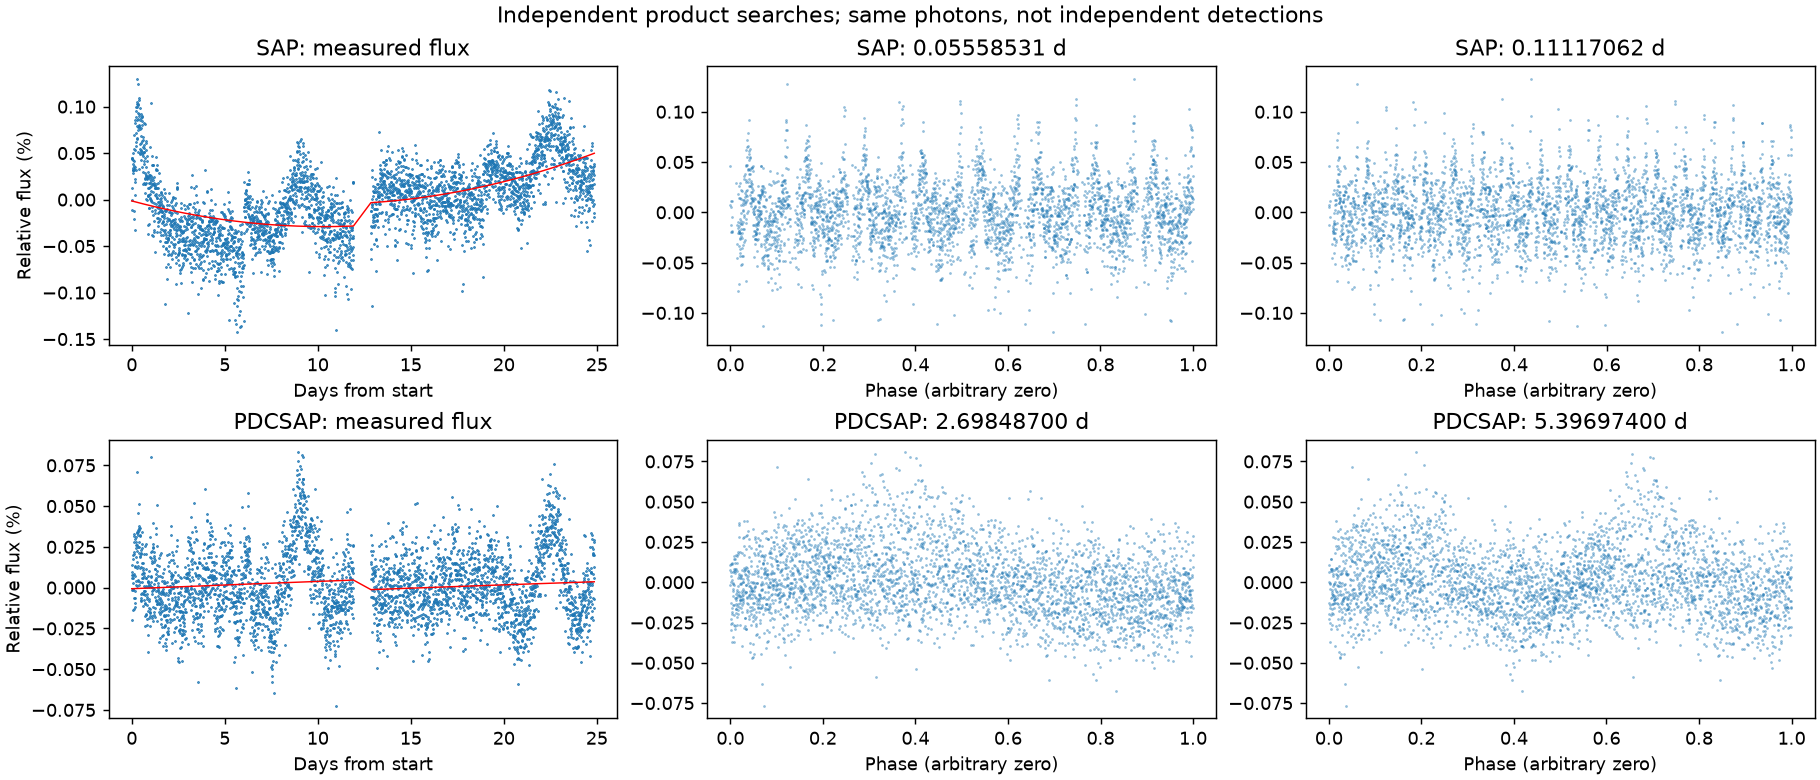 Independent product searches; same photons, not independent detections
SAP: measured flux
SAP: 0.05558531 d
SAP: 0.11117062 d
Relative flux (%)
0.10
0.05
0.00
−0.05
−0.10
−0.15
0 5 10 15 20 25
Days from start
0.10
0.05
0.00
−0.05
−0.10
0.0 0.2 0.4 0.6 0.8 1.0
Phase (arbitrary zero)
0.10
0.05
0.00
−0.05
−0.10
0.0 0.2 0.4 0.6 0.8 1.0
Phase (arbitrary zero)
PDCSAP: measured flux
PDCSAP: 2.69848700 d
PDCSAP: 5.39697400 d
Relative flux (%)
0.075
0.050
0.025
0.000
−0.025
−0.050
−0.075
0 5 10 15 20 25
Days from start
0.075
0.050
0.025
0.000
−0.025
−0.050
−0.075
0.0 0.2 0.4 0.6 0.8 1.0
Phase (arbitrary zero)
0.075
0.050
0.025
0.000
−0.025
−0.050
−0.075
0.0 0.2 0.4 0.6 0.8 1.0
Phase (arbitrary zero)